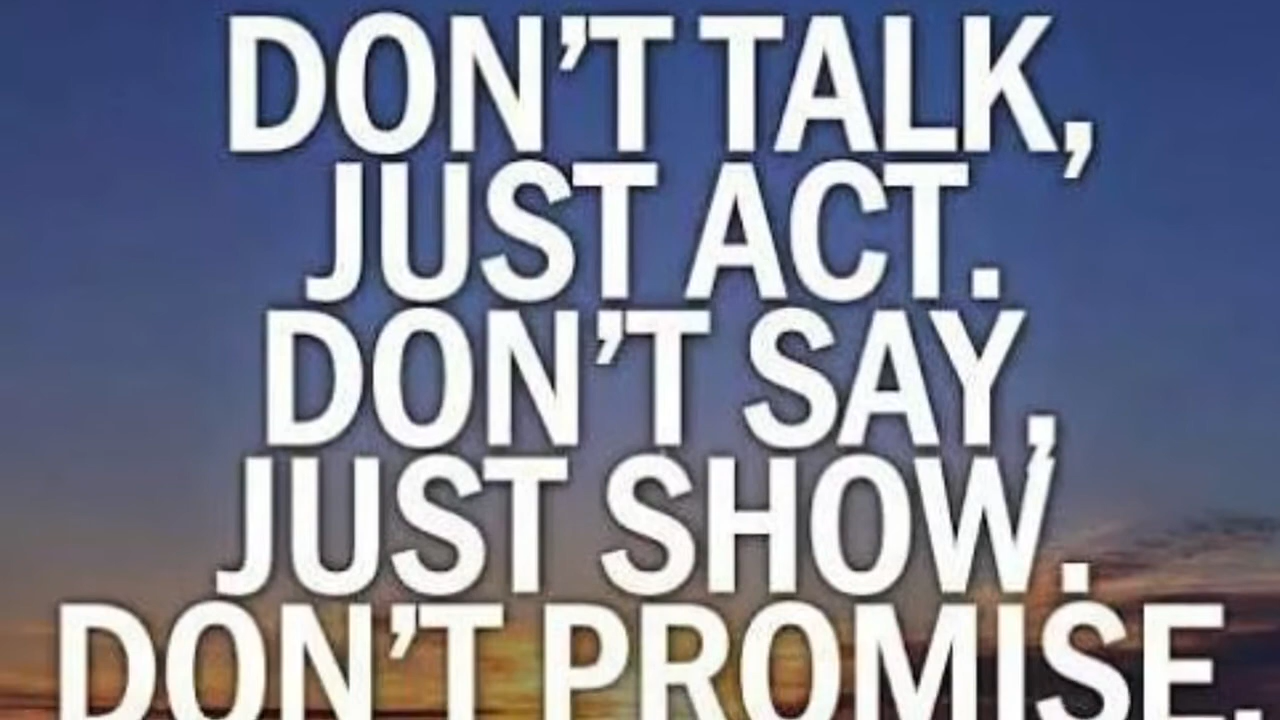 DON'T TALK,
JUST ACT.
DON'T SAY,
JUST SHOW.
DON'T PROMISE,